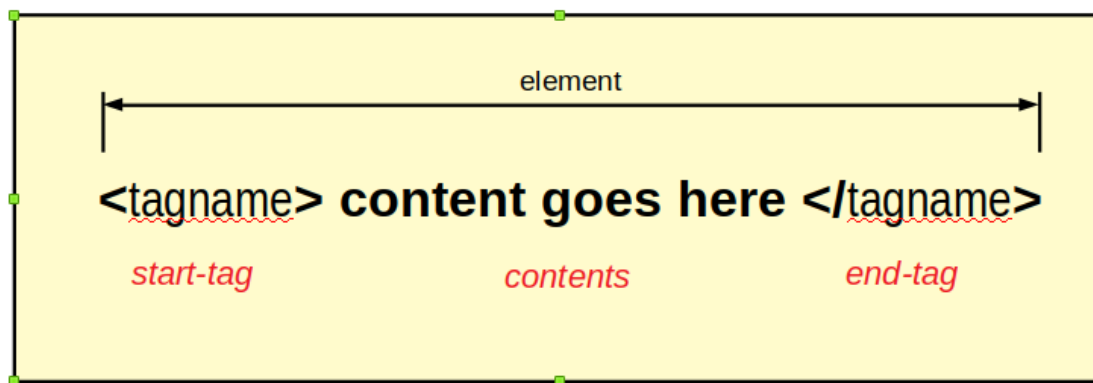 element
<tagname> content goes here </tagname>
start-tag contents end-tag